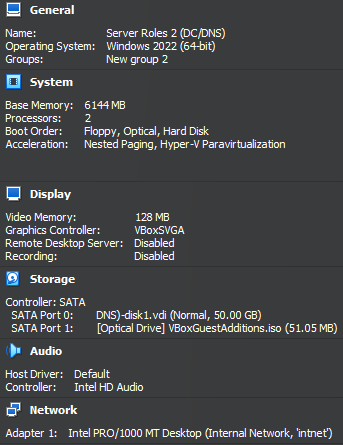 General
Name: Server Roles 2 (DC/DNS)
Operating System: Windows 2022 (64-bit)
Groups: New group 2
System
Base Memory: 6144 MB
Processors: 2
Boot Order: Floppy, Optical, Hard Disk
Acceleration: Nested Paging, Hyper-V Paravirtualization
Display
Video Memory: 128 MB
Graphics Controller: VBoxSVGA
Remote Desktop Server: Disabled
Recording: Disabled
Storage
Controller: SATA
SATA Port 0: DNS)-disk1.vdi (Normal, 50.00 GB)
SATA Port 1: [Optical Drive] VBoxGuestAdditions.iso (51.05 MB)
Audio
Host Driver: Default
Controller: Intel HD Audio
Network
Adapter 1: Intel PRO/1000 MT Desktop (Internal Network, 'intnet')